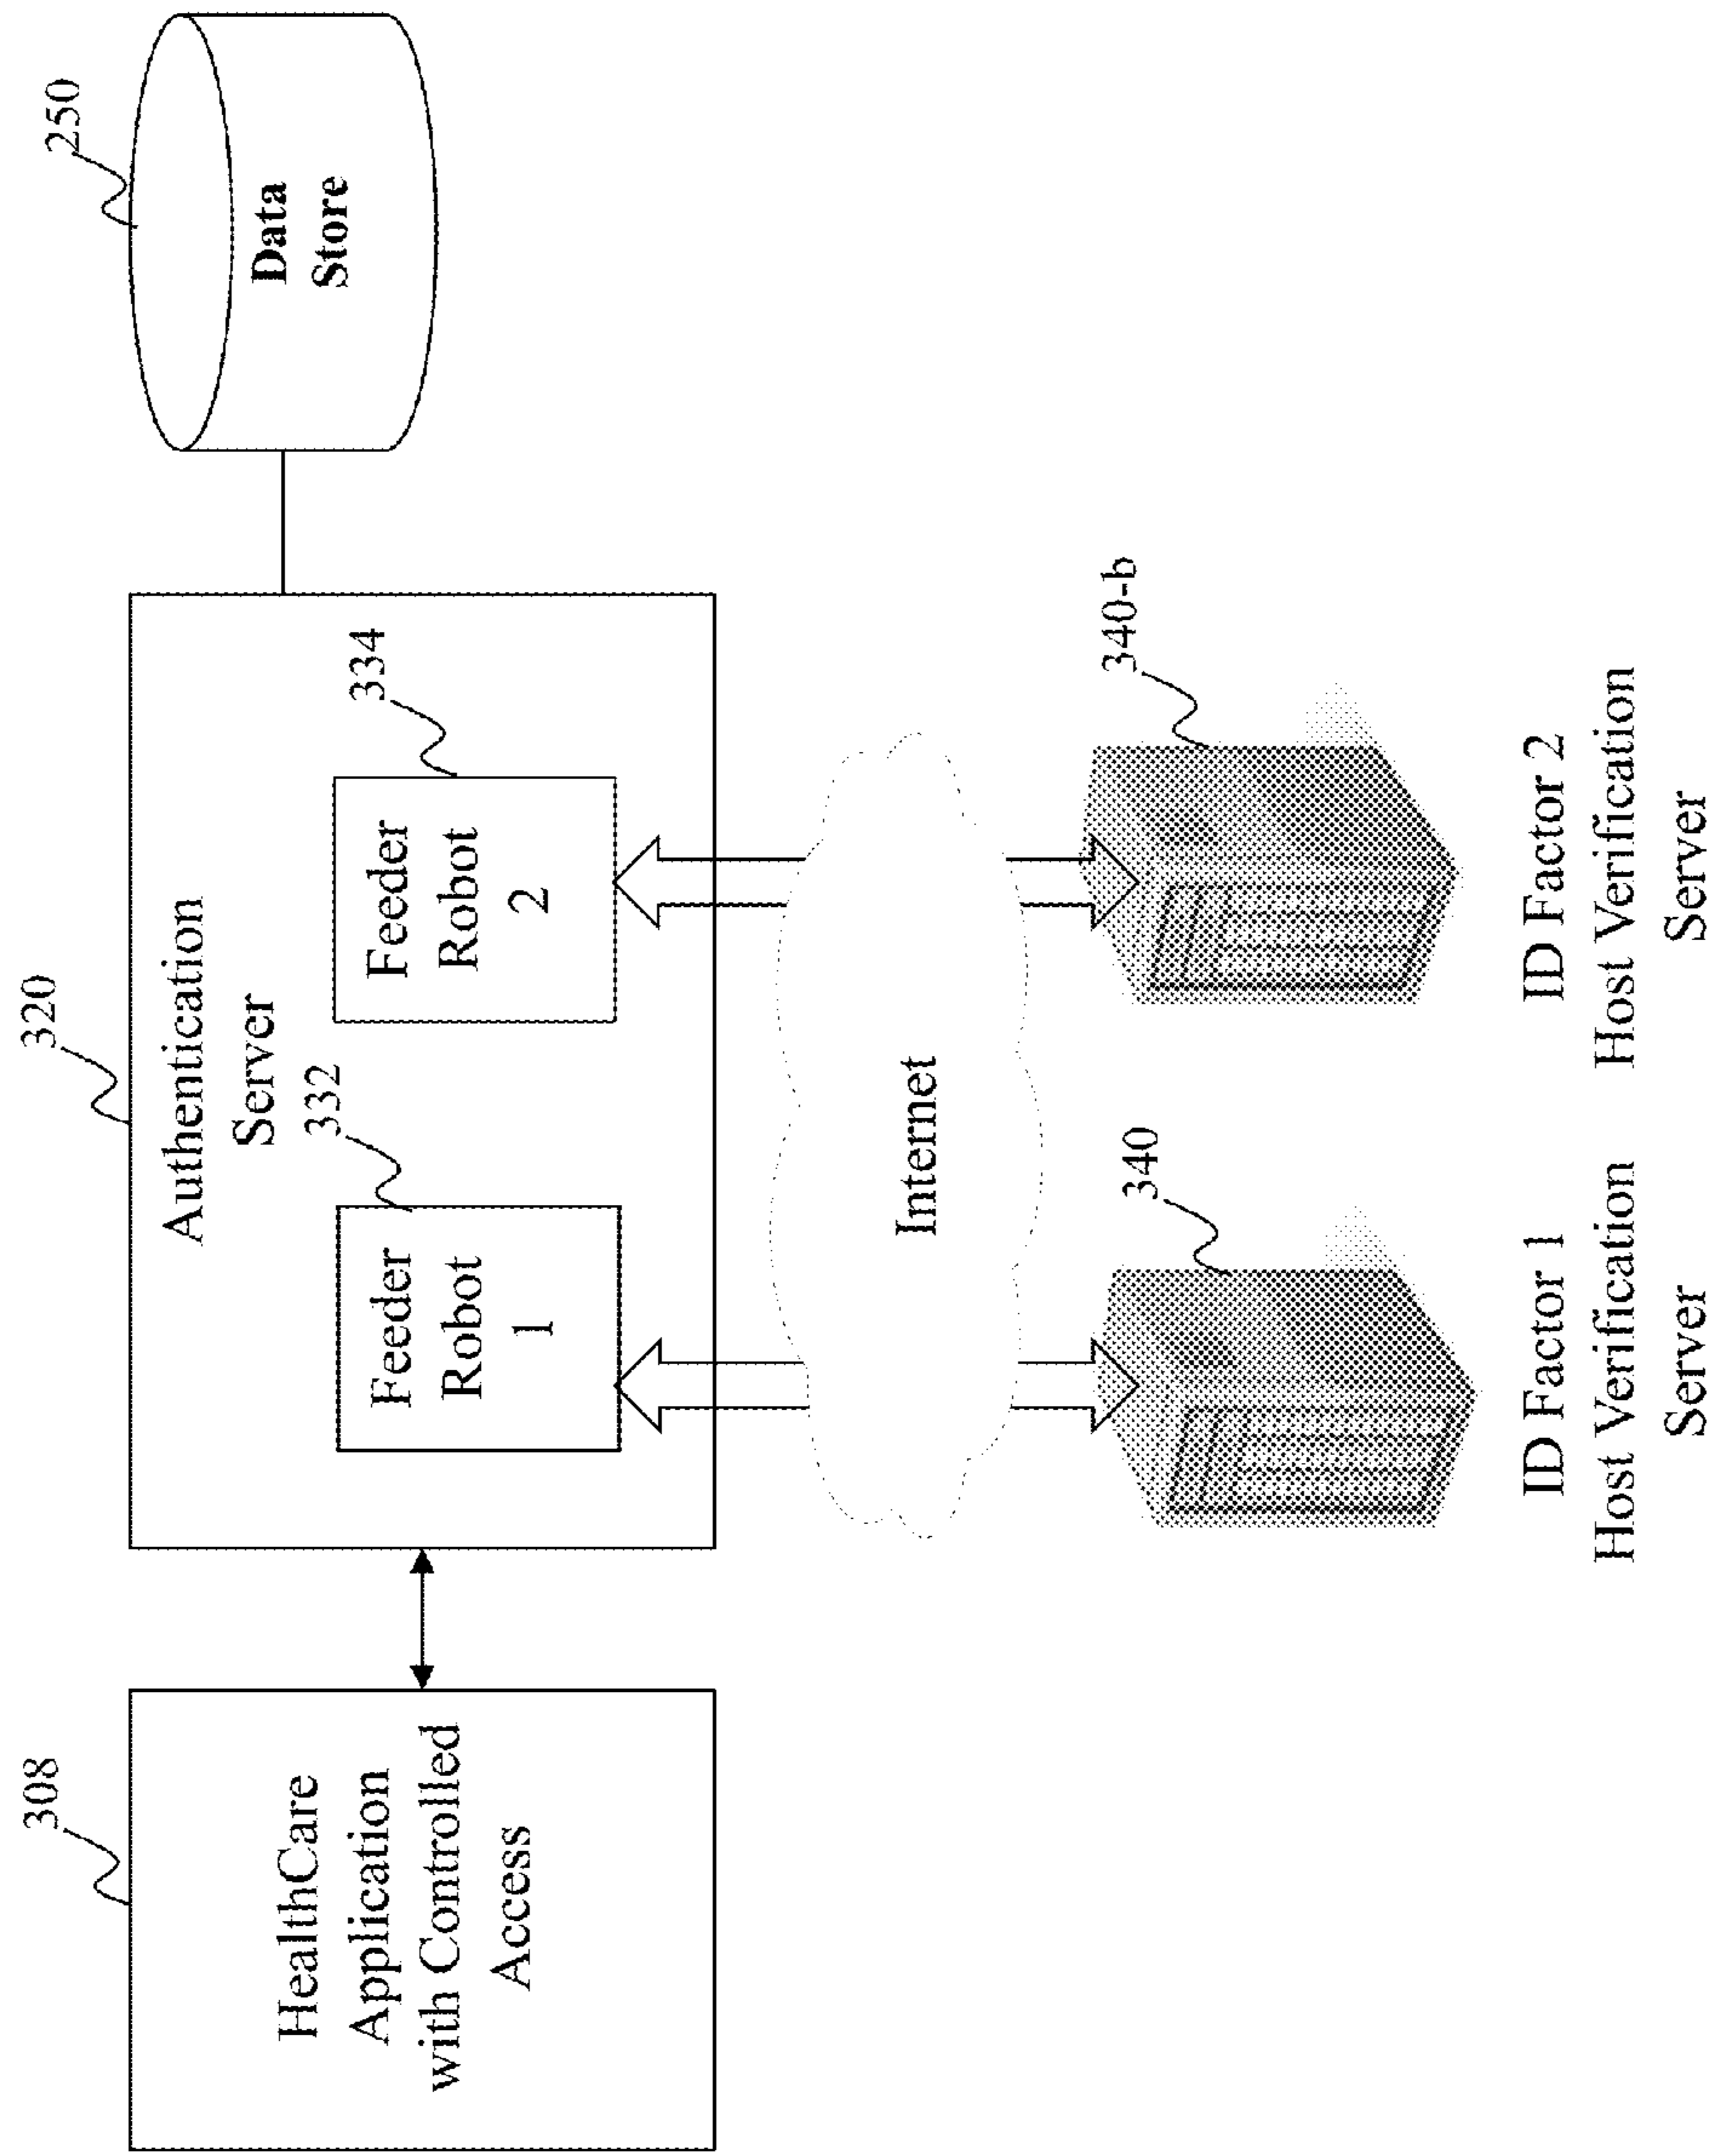 308
HealthCare
Application
with Controlled
Access
320
Authentication
Server
332
Feeder
Robot
1
334
Feeder
Robot
2
250
Data
Store
Internet
340
ID Factor 1
Host Verification
Server
340-b
ID Factor 2
Host Verification
Server